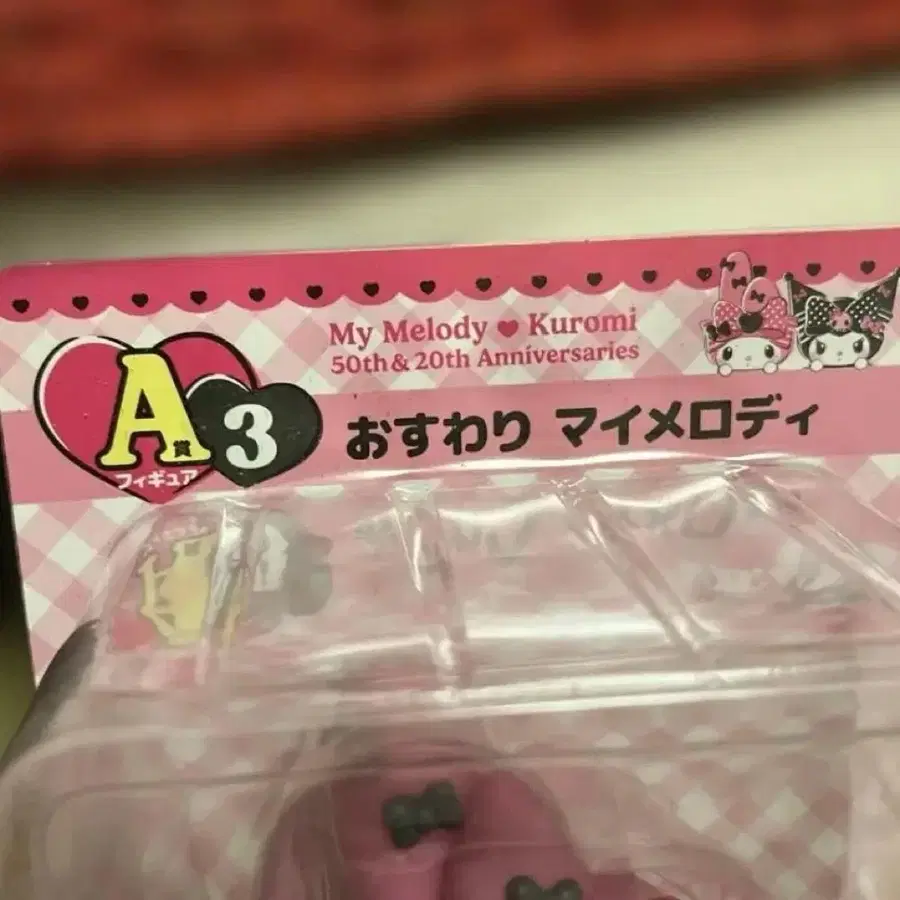 My Melody ♥ Kuromi
50th & 20th Anniversaries
A賞
フィギュア
3
おすわり マイメロディ